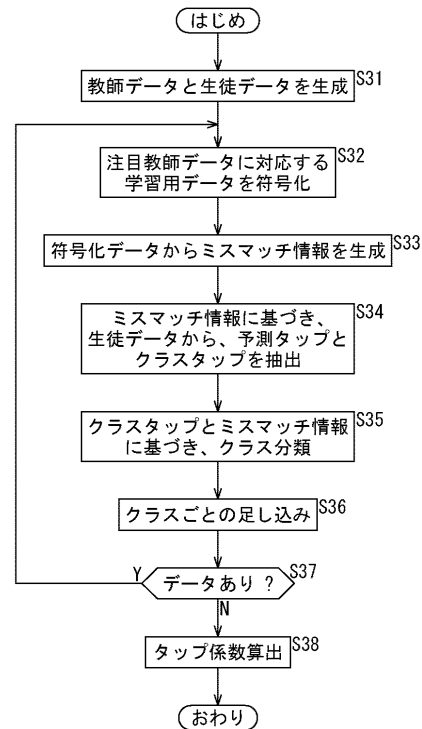 はじめ
教師データと生徒データを生成
S31
注目教師データに対応する
学習用データを符号化
S32
符号化データからミスマッチ情報を生成
S33
ミスマッチ情報に基づき、
生徒データから、予測タップと
クラスタップを抽出
S34
クラスタップとミスマッチ情報
に基づき、クラス分類
S35
クラスごとの足し込み
S36
Y
データあり ?
S37
N
タップ係数算出
S38
おわり